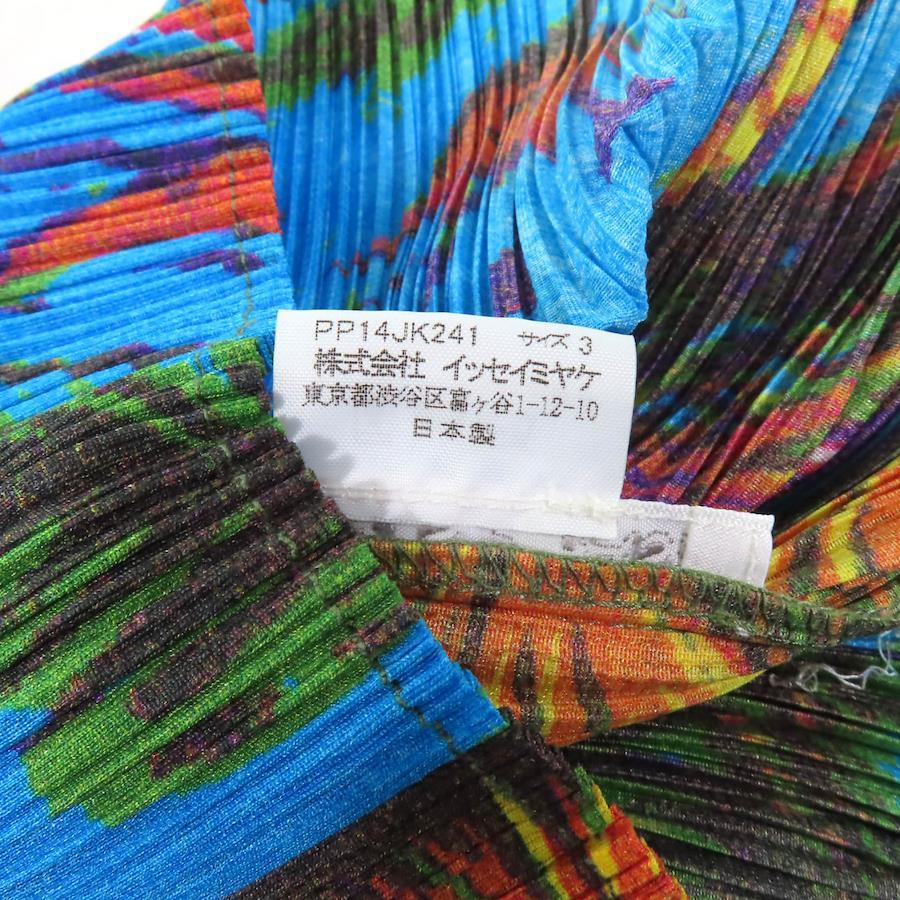 PP14JK241 サイズ 3
株式会社 イッセイミヤケ
東京都渋谷区富ヶ谷1-12-10
日本製